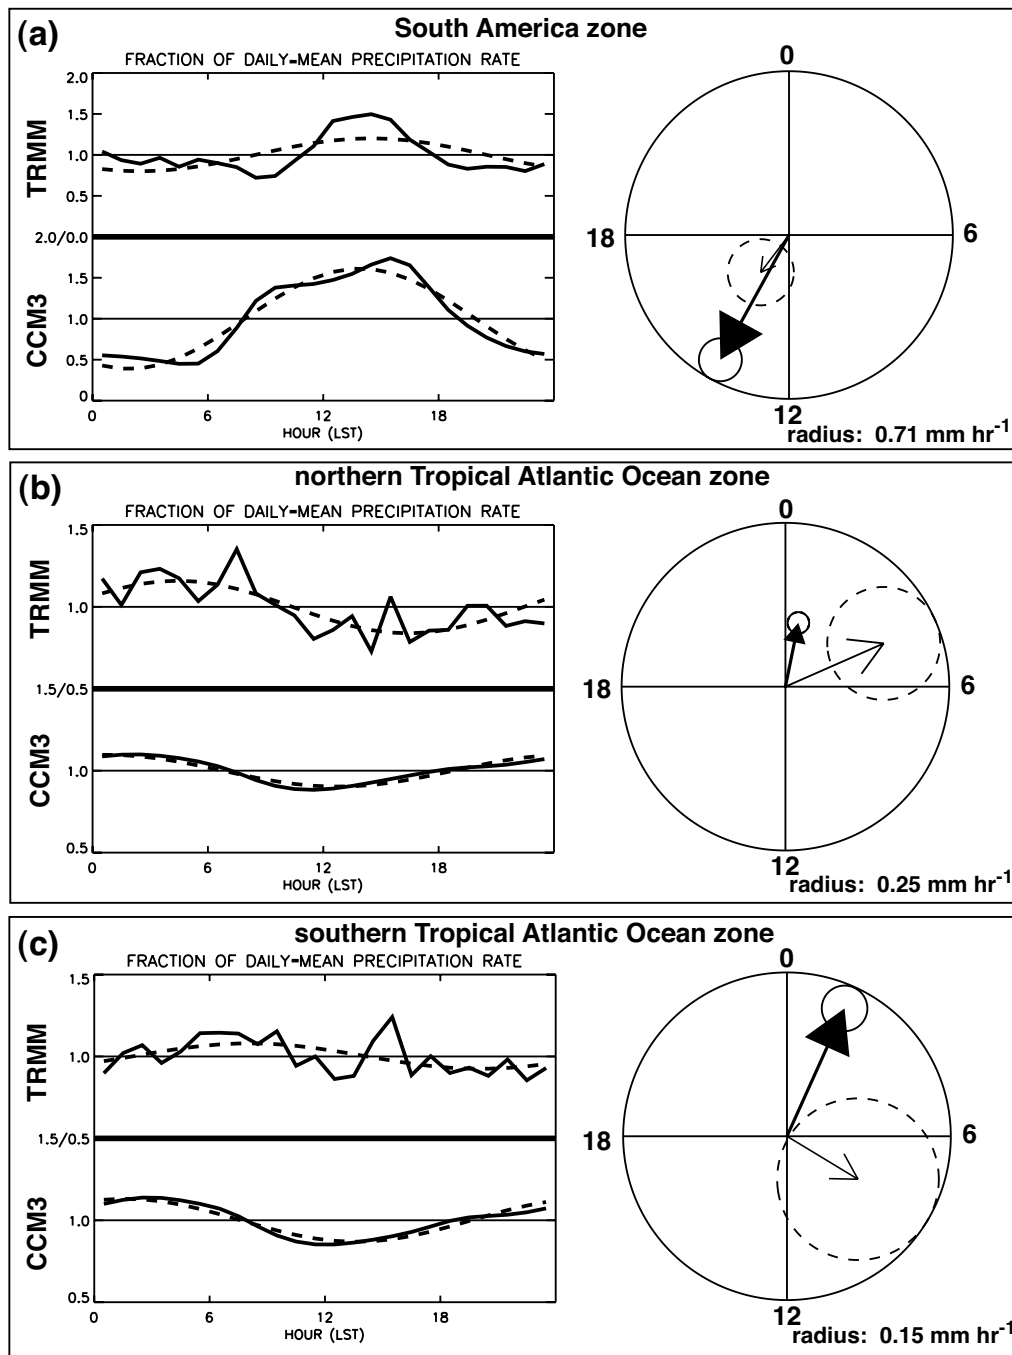 (a)
South America zone
FRACTION OF DAILY-MEAN PRECIPITATION RATE
TRMM
2.0
1.5
1.0
0.5
2.0/0.0
CCM3
1.5
1.0
0.5
0
0 6 12 18
HOUR (LST)
0
18 6
12
radius: 0.71 mm hr-1
(b)
northern Tropical Atlantic Ocean zone
FRACTION OF DAILY-MEAN PRECIPITATION RATE
TRMM
1.5
1.0
1.5/0.5
CCM3
1.0
0.5
0 6 12 18
HOUR (LST)
0
18 6
12
radius: 0.25 mm hr-1
(c)
southern Tropical Atlantic Ocean zone
FRACTION OF DAILY-MEAN PRECIPITATION RATE
TRMM
1.5
1.0
1.5/0.5
CCM3
1.0
0.5
0 6 12 18
HOUR (LST)
0
18 6
12
radius: 0.15 mm hr-1